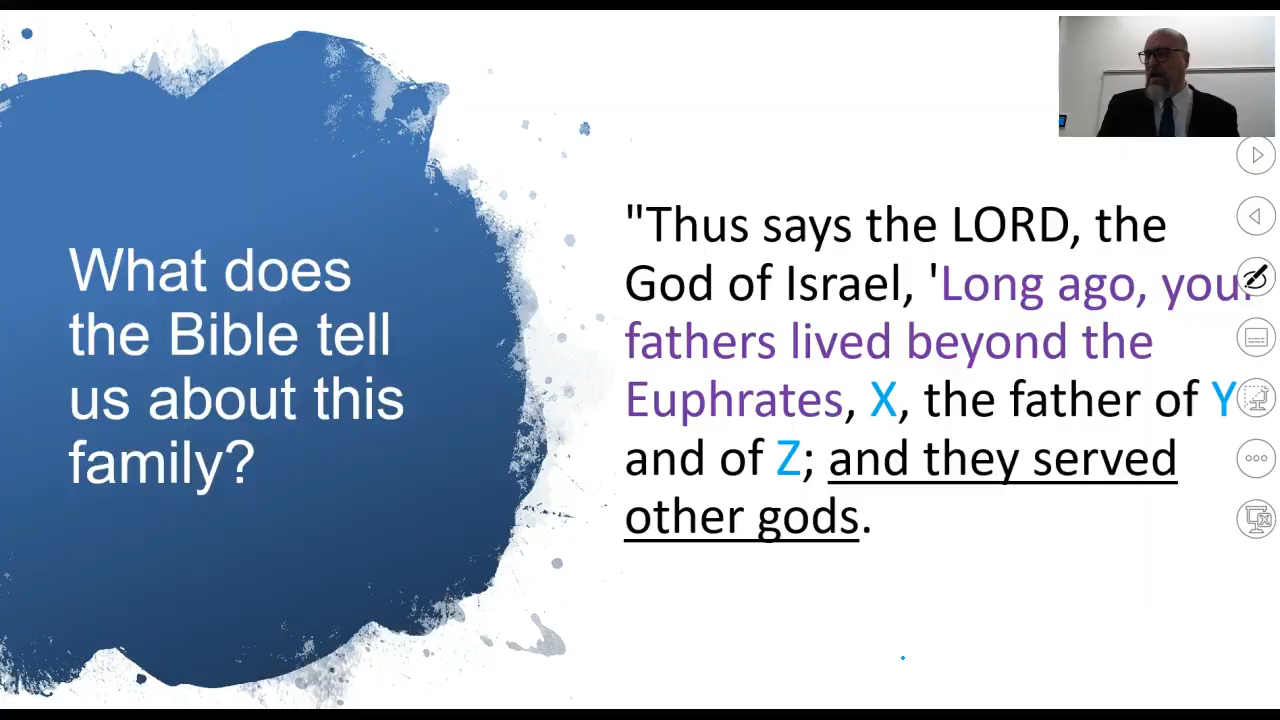 What does
the Bible tell
us about this
family?
"Thus says the LORD, the
God of Israel, 'Long ago, your
fathers lived beyond the
Euphrates, X, the father of Y
and of Z; and they served
other gods.